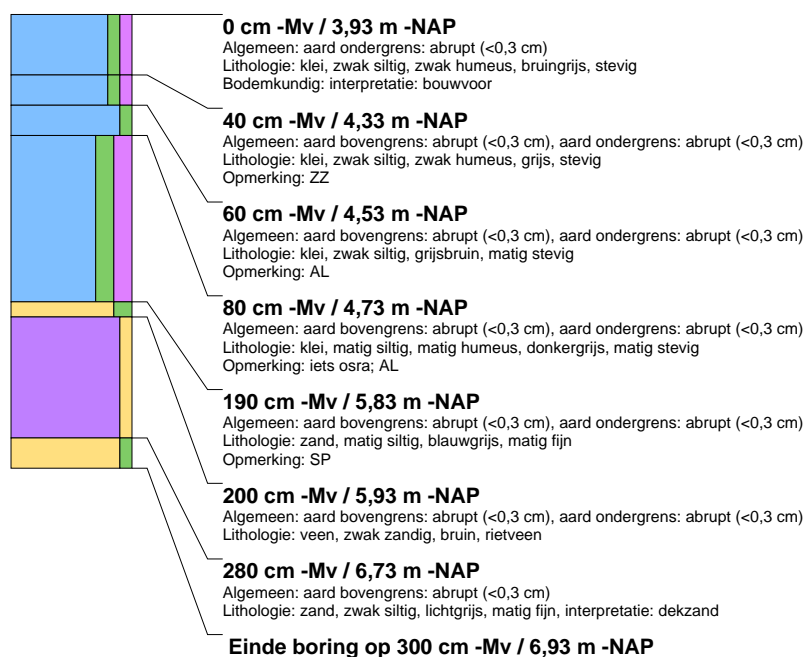 0 cm -Mv / 3,93 m -NAP
Algemeen: aard ondergrens: abrupt (<0,3 cm)
Lithologie: klei, zwak siltig, zwak humeus, bruingrijs, stevig
Bodemkundig: interpretatie: bouwvoor
40 cm -Mv / 4,33 m -NAP
Algemeen: aard bovengrens: abrupt (<0,3 cm), aard ondergrens: abrupt (<0,3 cm)
Lithologie: klei, zwak siltig, zwak humeus, grijs, stevig
Opmerking: ZZ
60 cm -Mv / 4,53 m -NAP
Algemeen: aard bovengrens: abrupt (<0,3 cm), aard ondergrens: abrupt (<0,3 cm)
Lithologie: klei, zwak siltig, grijsbruin, matig stevig
Opmerking: AL
80 cm -Mv / 4,73 m -NAP
Algemeen: aard bovengrens: abrupt (<0,3 cm), aard ondergrens: abrupt (<0,3 cm)
Lithologie: klei, matig siltig, matig humeus, donkergrijs, matig stevig
Opmerking: iets osra; AL
190 cm -Mv / 5,83 m -NAP
Algemeen: aard bovengrens: abrupt (<0,3 cm), aard ondergrens: abrupt (<0,3 cm)
Lithologie: zand, matig siltig, blauwgrijs, matig fijn
Opmerking: SP
200 cm -Mv / 5,93 m -NAP
Algemeen: aard bovengrens: abrupt (<0,3 cm), aard ondergrens: abrupt (<0,3 cm)
Lithologie: veen, zwak zandig, bruin, rietveen
280 cm -Mv / 6,73 m -NAP
Algemeen: aard bovengrens: abrupt (<0,3 cm)
Lithologie: zand, zwak siltig, lichtgrijs, matig fijn, interpretatie: dekzand
Einde boring op 300 cm -Mv / 6,93 m -NAP